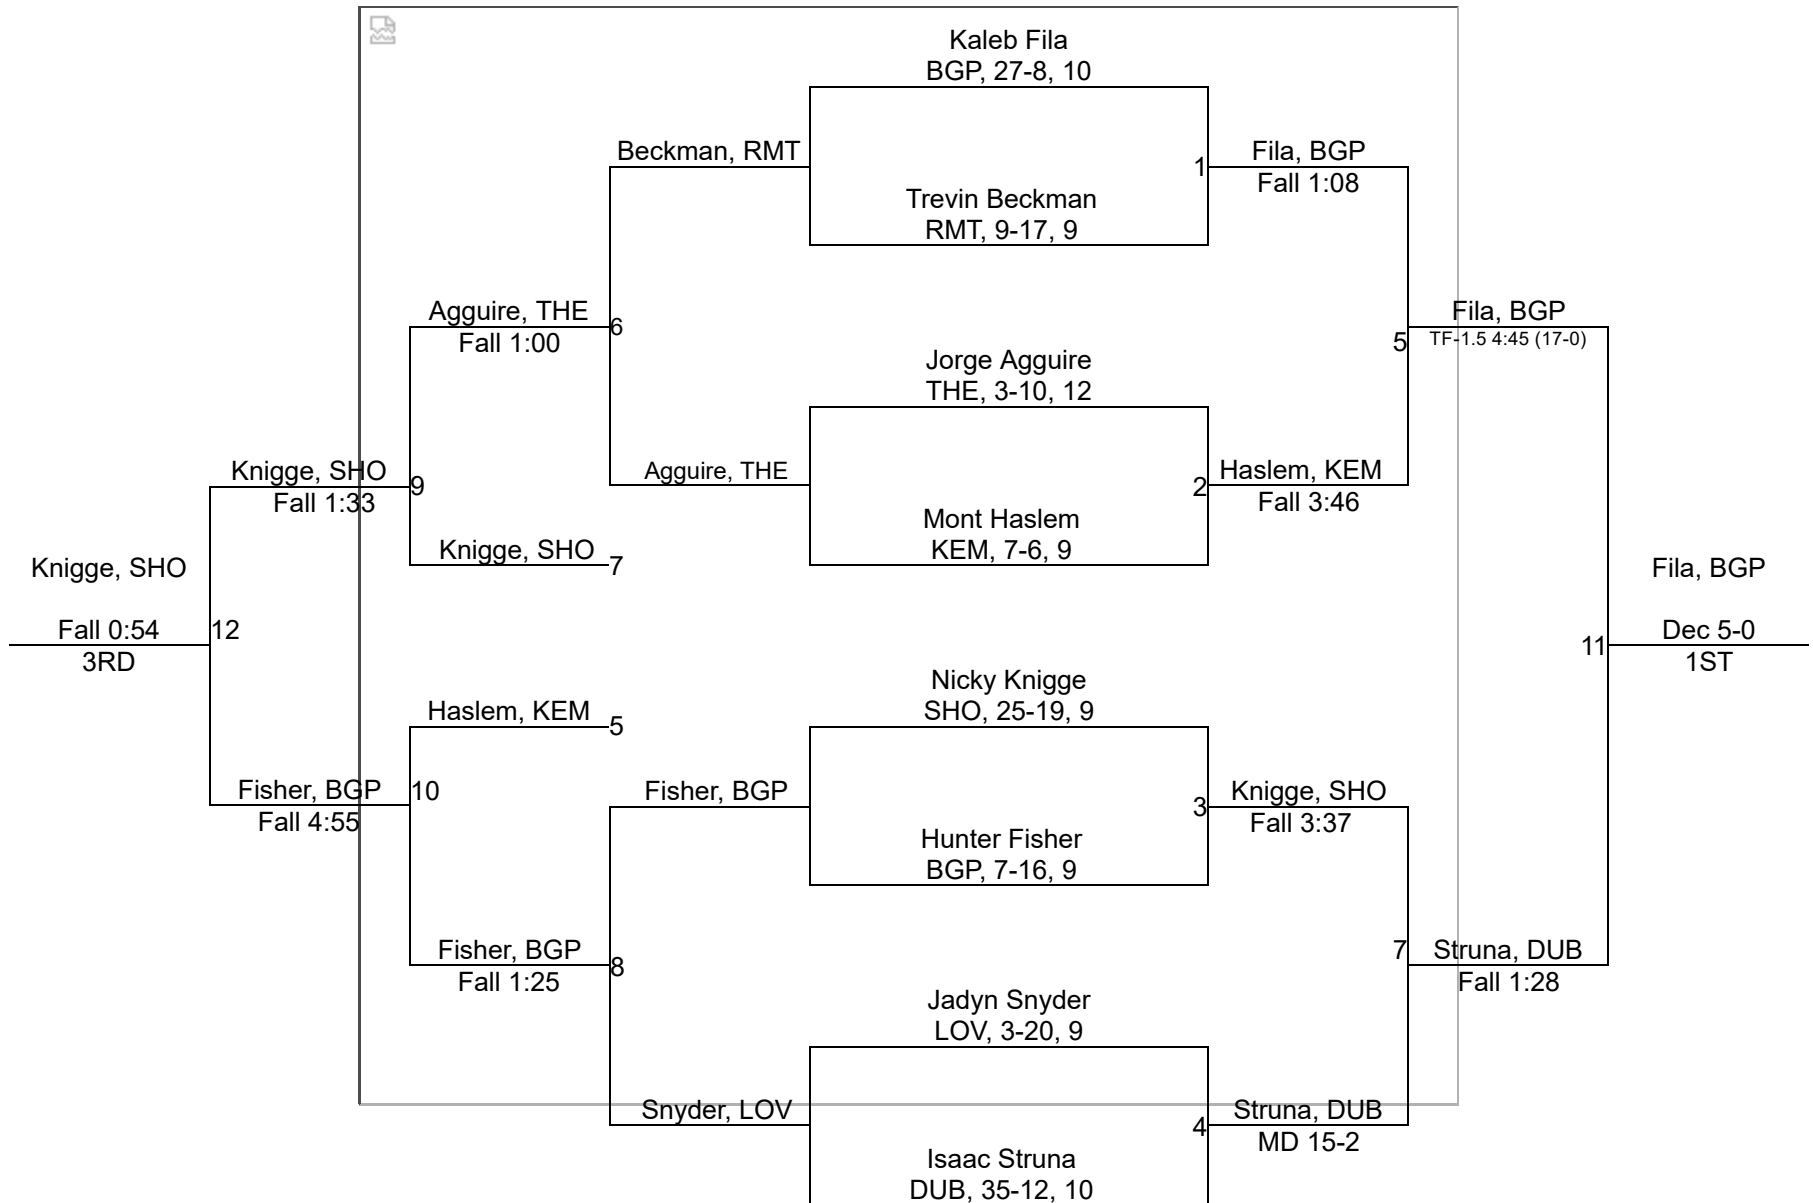 Kaleb Fila
BGP, 27-8, 10
Beckman, RMT
1
Fila, BGP
Fall 1:08
Trevin Beckman
RMT, 9-17, 9
Agguire, THE
Fall 1:00
6
Jorge Agguire
THE, 3-10, 12
5
Fila, BGP
TF-1.5 4:45 (17-0)
Knigge, SHO
Fall 1:33
9
Agguire, THE
2
Haslem, KEM
Fall 3:46
Mont Haslem
KEM, 7-6, 9
Knigge, SHO
7
Knigge, SHO
Fall 0:54
3RD
12
Fila, BGP
Dec 5-0
1ST
11
Nicky Knigge
SHO, 25-19, 9
Haslem, KEM
5
Fisher, BGP
Fall 4:55
10
Fisher, BGP
3
Knigge, SHO
Fall 3:37
Hunter Fisher
BGP, 7-16, 9
Fisher, BGP
Fall 1:25
8
7
Struna, DUB
Fall 1:28
Jadyn Snyder
LOV, 3-20, 9
Snyder, LOV
4
Struna, DUB
MD 15-2
Isaac Struna
DUB, 35-12, 10